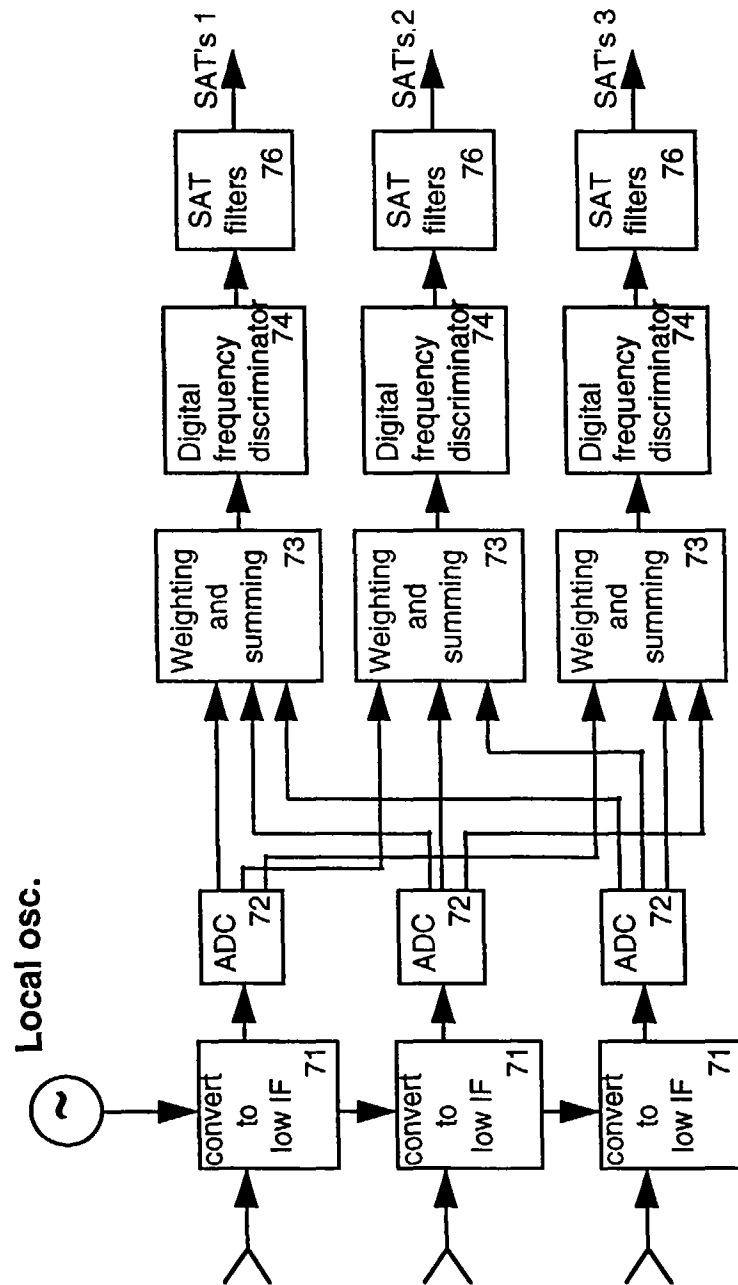 Local osc.
convert
to
low IF
71
ADC
72
Weighting
and
summing
73
Digital
frequency
discriminator
74
SAT
filters
76
SAT's 1
convert
to
low IF
71
ADC
72
Weighting
and
summing
73
Digital
frequency
discriminator
74
SAT
filters
76
SAT's.2
convert
to
low IF
71
ADC
72
Weighting
and
summing
73
Digital
frequency
discriminator
74
SAT
filters
76
SAT's 3